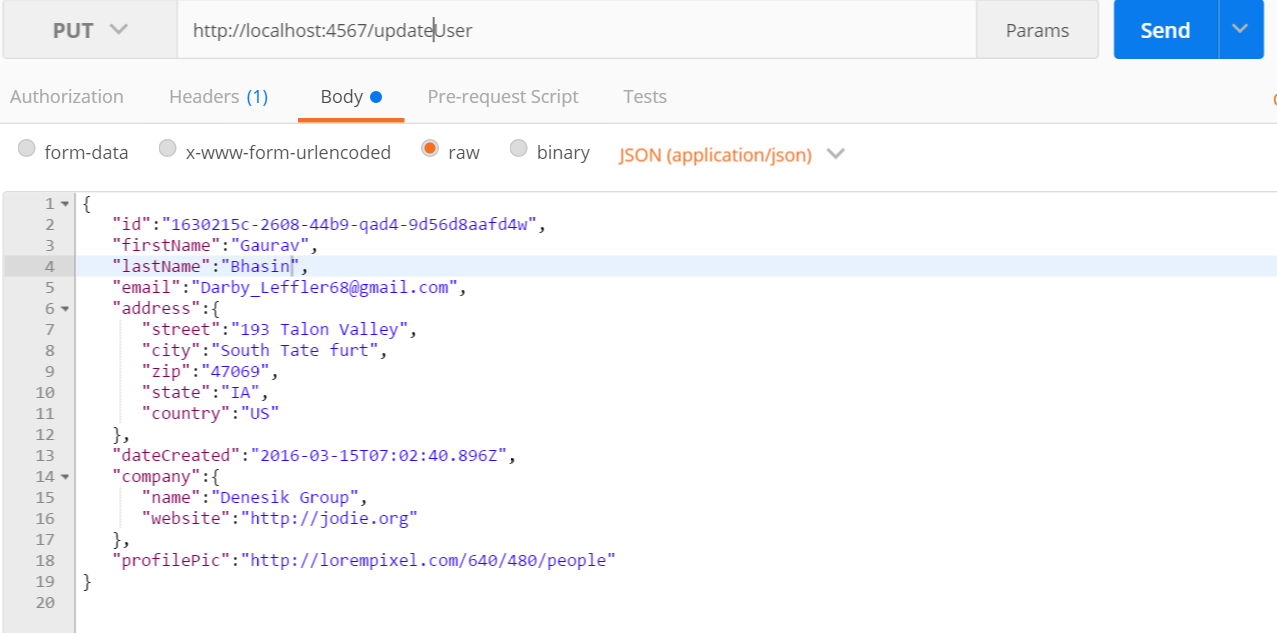 PUT http://localhost:4567/updateUser Params Send
Authorization Headers (1) Body Pre-request Script Tests
form-data x-www-form-urlencoded raw binary JSON (application/json)
1 {
2 "id":"1630215c-2608-44b9-qad4-9d56d8aafd4w",
3 "firstName":"Gaurav",
4 "lastName":"Bhasin",
5 "email":"Darby_Leffler68@gmail.com",
6 "address":{
7 "street":"193 Talon Valley",
8 "city":"South Tate furt",
9 "zip":"47069",
10 "state":"IA",
11 "country":"US"
12 },
13 "dateCreated":"2016-03-15T07:02:40.896Z",
14 "company":{
15 "name":"Denesik Group",
16 "website":"http://jodie.org"
17 },
18 "profilePic":"http://lorempixel.com/640/480/people"
19 }
20